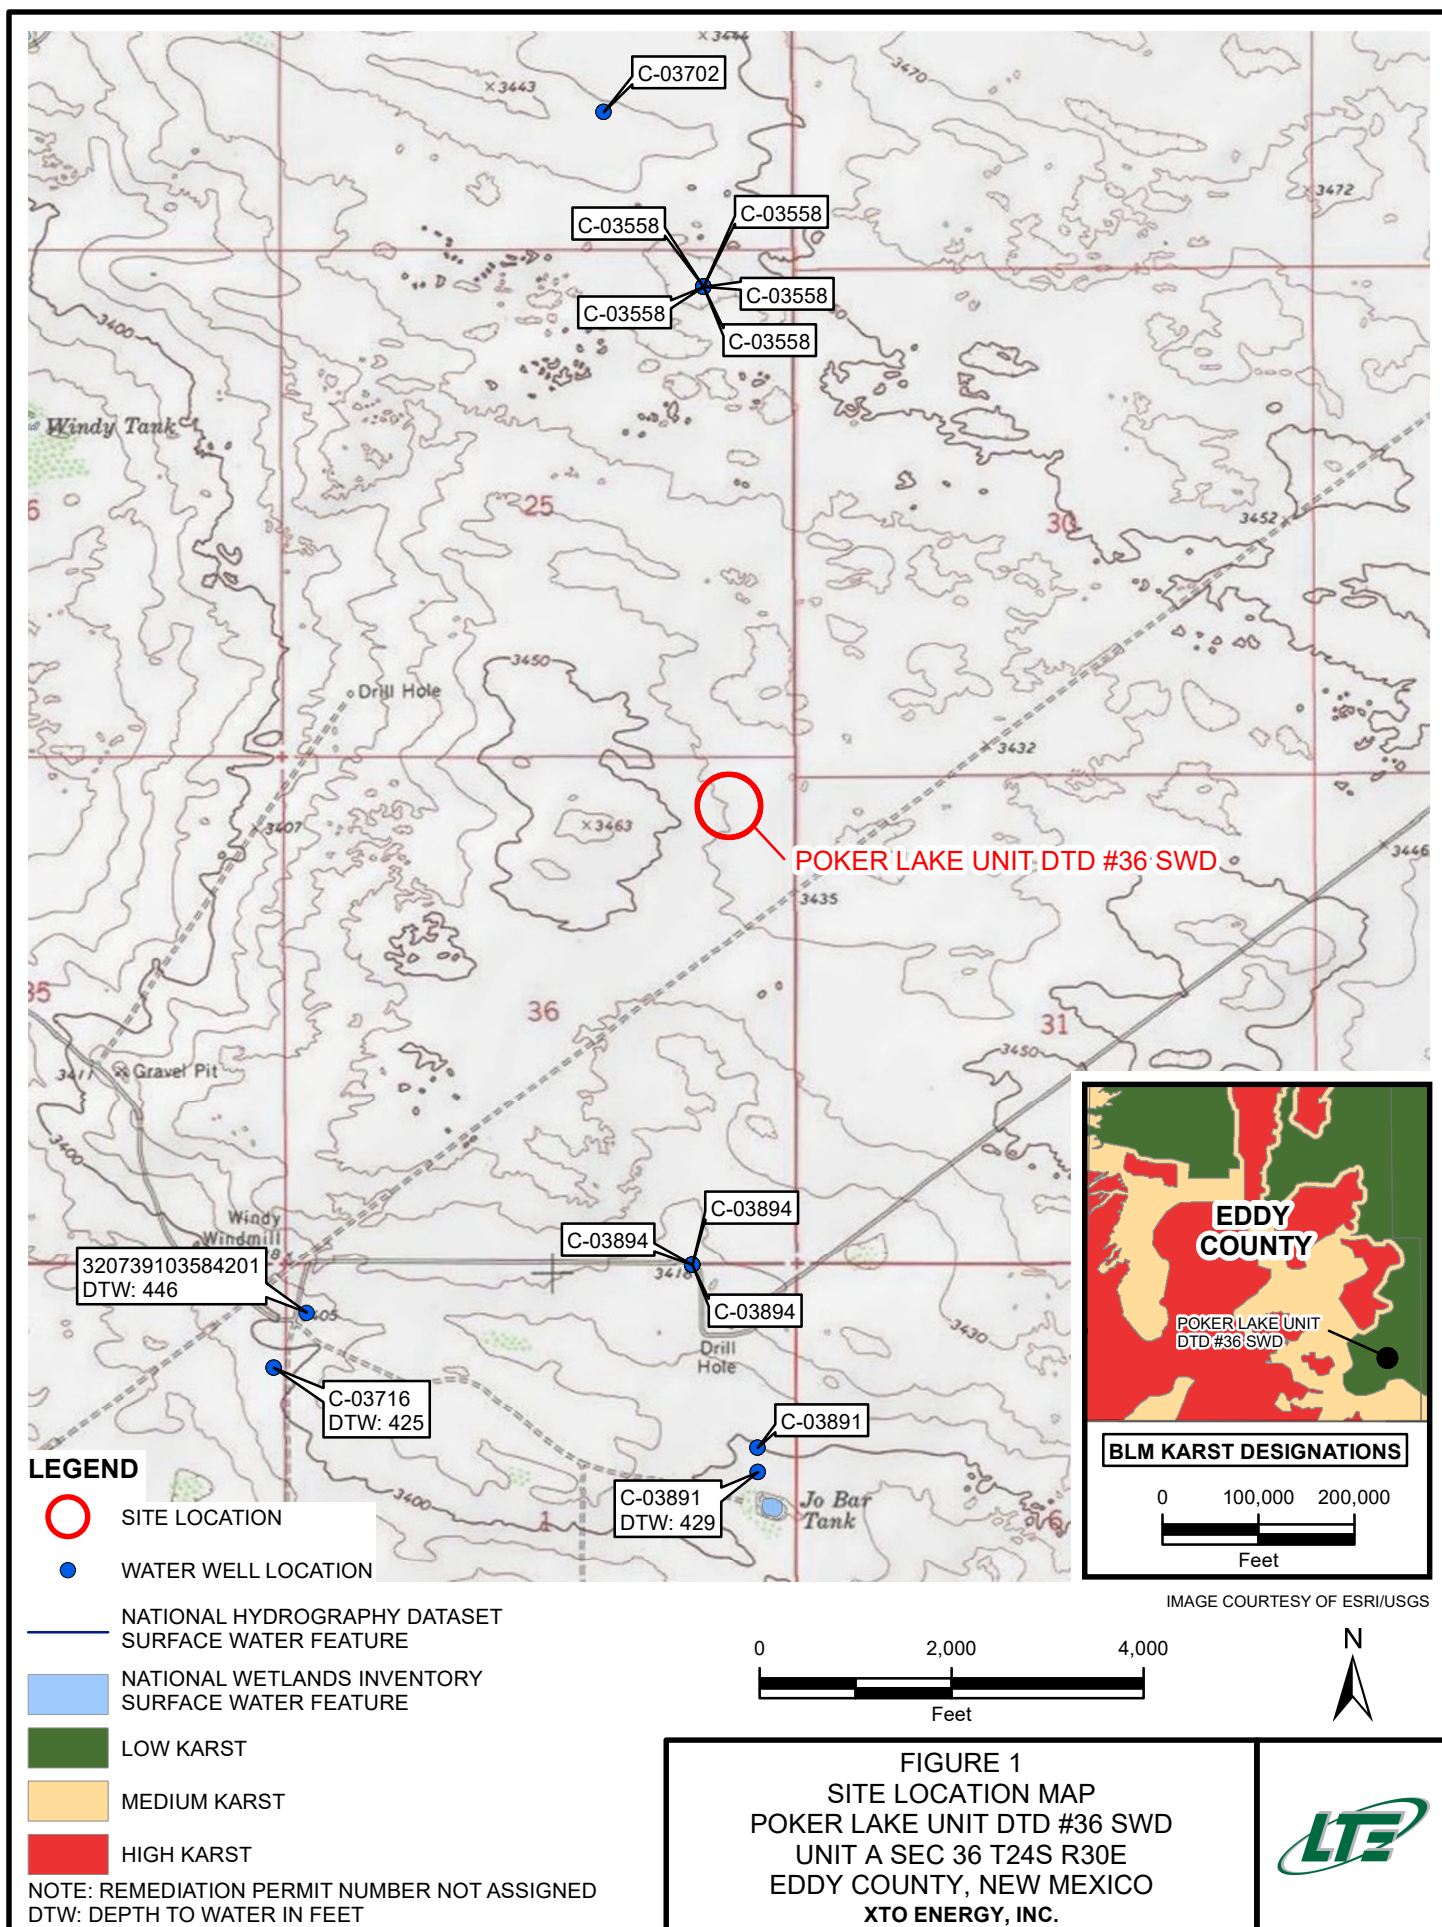 3444
C-03702
×3443
3470
3472
C-03558
C-03558
C-03558
C-03558
C-03558
3400
Windy Tank
25
30
3452
6
3450
Drill Hole
3432
×3463
3407
POKER LAKE UNIT DTD #36 SWD
3446
3435
35
36
31
3450
3411
Gravel Pit
3400
EDDY
COUNTY
POKER LAKE UNIT
DTD #36 SWD
BLM KARST DESIGNATIONS
0 100,000 200,000
Feet
Windy
Windmill
C-03894
C-03894
C-03894
3418
320739103584201
DTW: 446
3405
3430
Drill
Hole
C-03716
DTW: 425
C-03891
C-03891
DTW: 429
Jo Bar
Tank
3400
1
6
LEGEND
SITE LOCATION
WATER WELL LOCATION
NATIONAL HYDROGRAPHY DATASET
SURFACE WATER FEATURE
NATIONAL WETLANDS INVENTORY
SURFACE WATER FEATURE
LOW KARST
MEDIUM KARST
HIGH KARST
NOTE: REMEDIATION PERMIT NUMBER NOT ASSIGNED
DTW: DEPTH TO WATER IN FEET
IMAGE COURTESY OF ESRI/USGS
0 2,000 4,000
Feet
N
FIGURE 1
SITE LOCATION MAP
POKER LAKE UNIT DTD #36 SWD
UNIT A SEC 36 T24S R30E
EDDY COUNTY, NEW MEXICO
XTO ENERGY, INC.
LTE